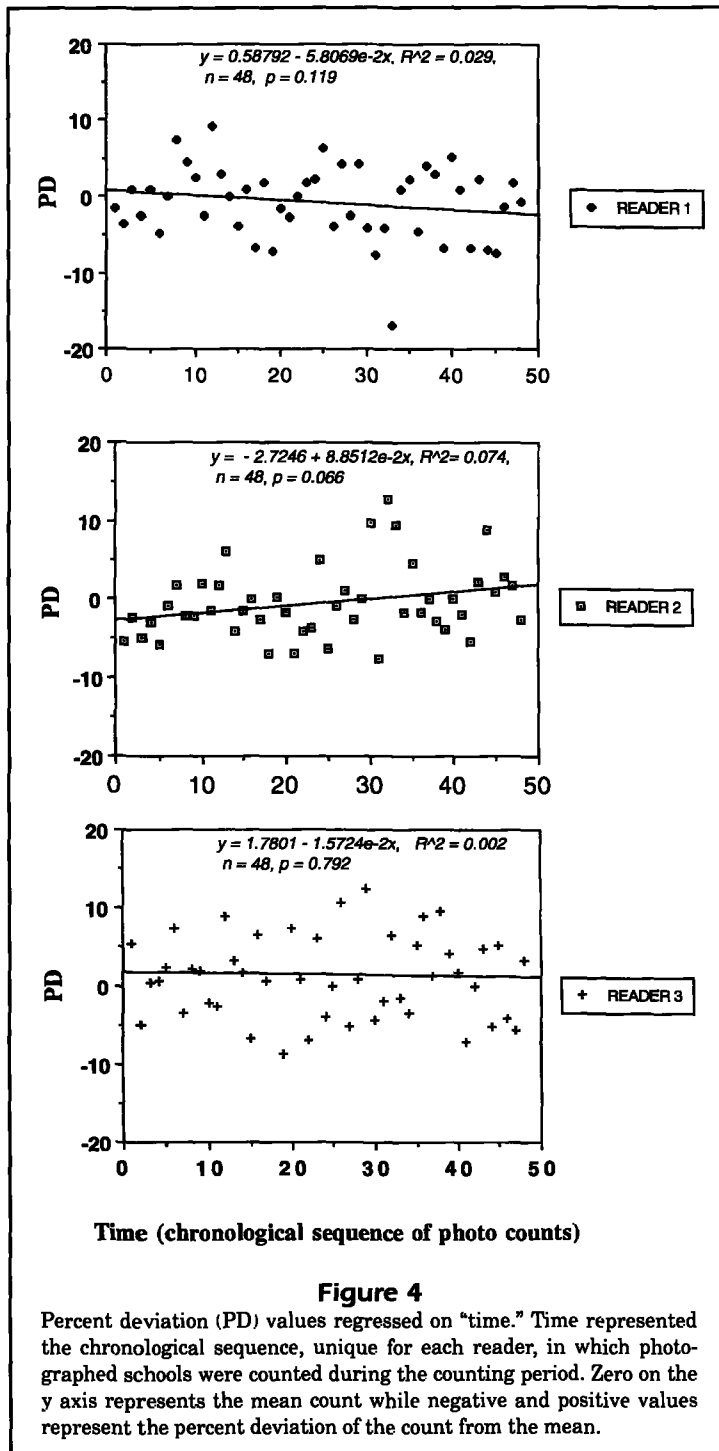 y = 0.58792 - 5.8069e-2x, R^2 = 0.029,
n = 48, p = 0.119
20
10
0
-10
-20
PD
0 10 20 30 40 50
READER 1
y = - 2.7246 + 8.8512e-2x, R^2= 0.074,
n = 48, p = 0.066
20
10
0
-10
-20
PD
0 10 20 30 40 50
READER 2
y = 1.7801 - 1.5724e-2x, R^2 = 0.002
n = 48, p = 0.792
20
10
0
-10
-20
PD
0 10 20 30 40 50
READER 3
Time (chronological sequence of photo counts)
Figure 4
Percent deviation (PD) values regressed on "time." Time represented
the chronological sequence, unique for each reader, in which photo-
graphed schools were counted during the counting period. Zero on the
y axis represents the mean count while negative and positive values
represent the percent deviation of the count from the mean.